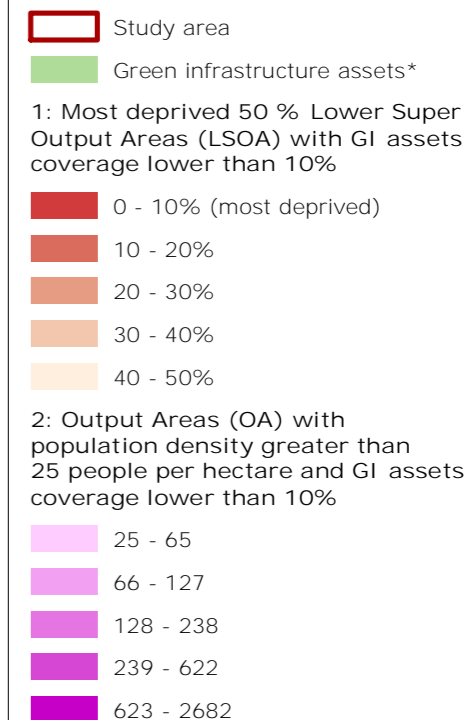 Study area
Green infrastructure assets*
1: Most deprived 50 % Lower Super
Output Areas (LSOA) with GI assets
coverage lower than 10%
0 - 10% (most deprived)
10 - 20%
20 - 30%
30 - 40%
40 - 50%
2: Output Areas (OA) with
population density greater than
25 people per hectare and GI assets
coverage lower than 10%
25 - 65
66 - 127
128 - 238
239 - 622
623 - 2682